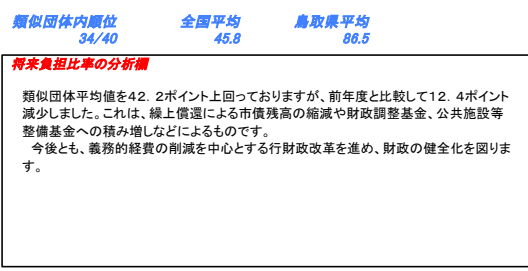 類似団体内順位 全国平均 鳥取県平均
34/40 45.8 86.5
将来負担比率の分析欄
類似団体平均値を42．2ポイント上回っておりますが、前年度と比較して12．4ポイント
減少しました。これは、繰上償還による市債残高の縮減や財政調整基金、公共施設等
整備基金への積み増しなどによるものです。
　今後とも、義務的経費の削減を中心とする行財政改革を進め、財政の健全化を図りま
す。